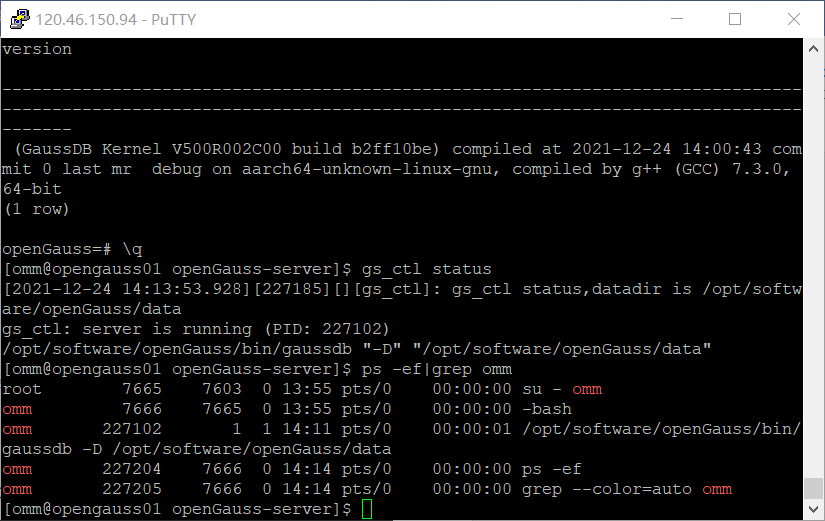 120.46.150.94 - PuTTY
version
--------------------------------------------------------------------------------
--------------------------------------------------------------------------------
-------
 (GaussDB Kernel V500R002C00 build b2ff10be) compiled at 2021-12-24 14:00:43 com
mit 0 last mr  debug on aarch64-unknown-linux-gnu, compiled by g++ (GCC) 7.3.0,
64-bit
(1 row)
openGauss=# \q
[omm@opengauss01 openGauss-server]$ gs_ctl status
[2021-12-24 14:13:53.928][227185][][gs_ctl]: gs_ctl status,datadir is /opt/softw
are/openGauss/data
gs_ctl: server is running (PID: 227102)
/opt/software/openGauss/bin/gaussdb "-D" "/opt/software/openGauss/data"
[omm@opengauss01 openGauss-server]$ ps -ef|grep omm
root        7665    7603  0 13:55 pts/0    00:00:00 su - omm
omm         7666    7665  0 13:55 pts/0    00:00:00 -bash
omm       227102       1  1 14:11 pts/0    00:00:01 /opt/software/openGauss/bin/
gaussdb -D /opt/software/openGauss/data
omm       227204    7666  0 14:14 pts/0    00:00:00 ps -ef
omm       227205    7666  0 14:14 pts/0    00:00:00 grep --color=auto omm
[omm@opengauss01 openGauss-server]$